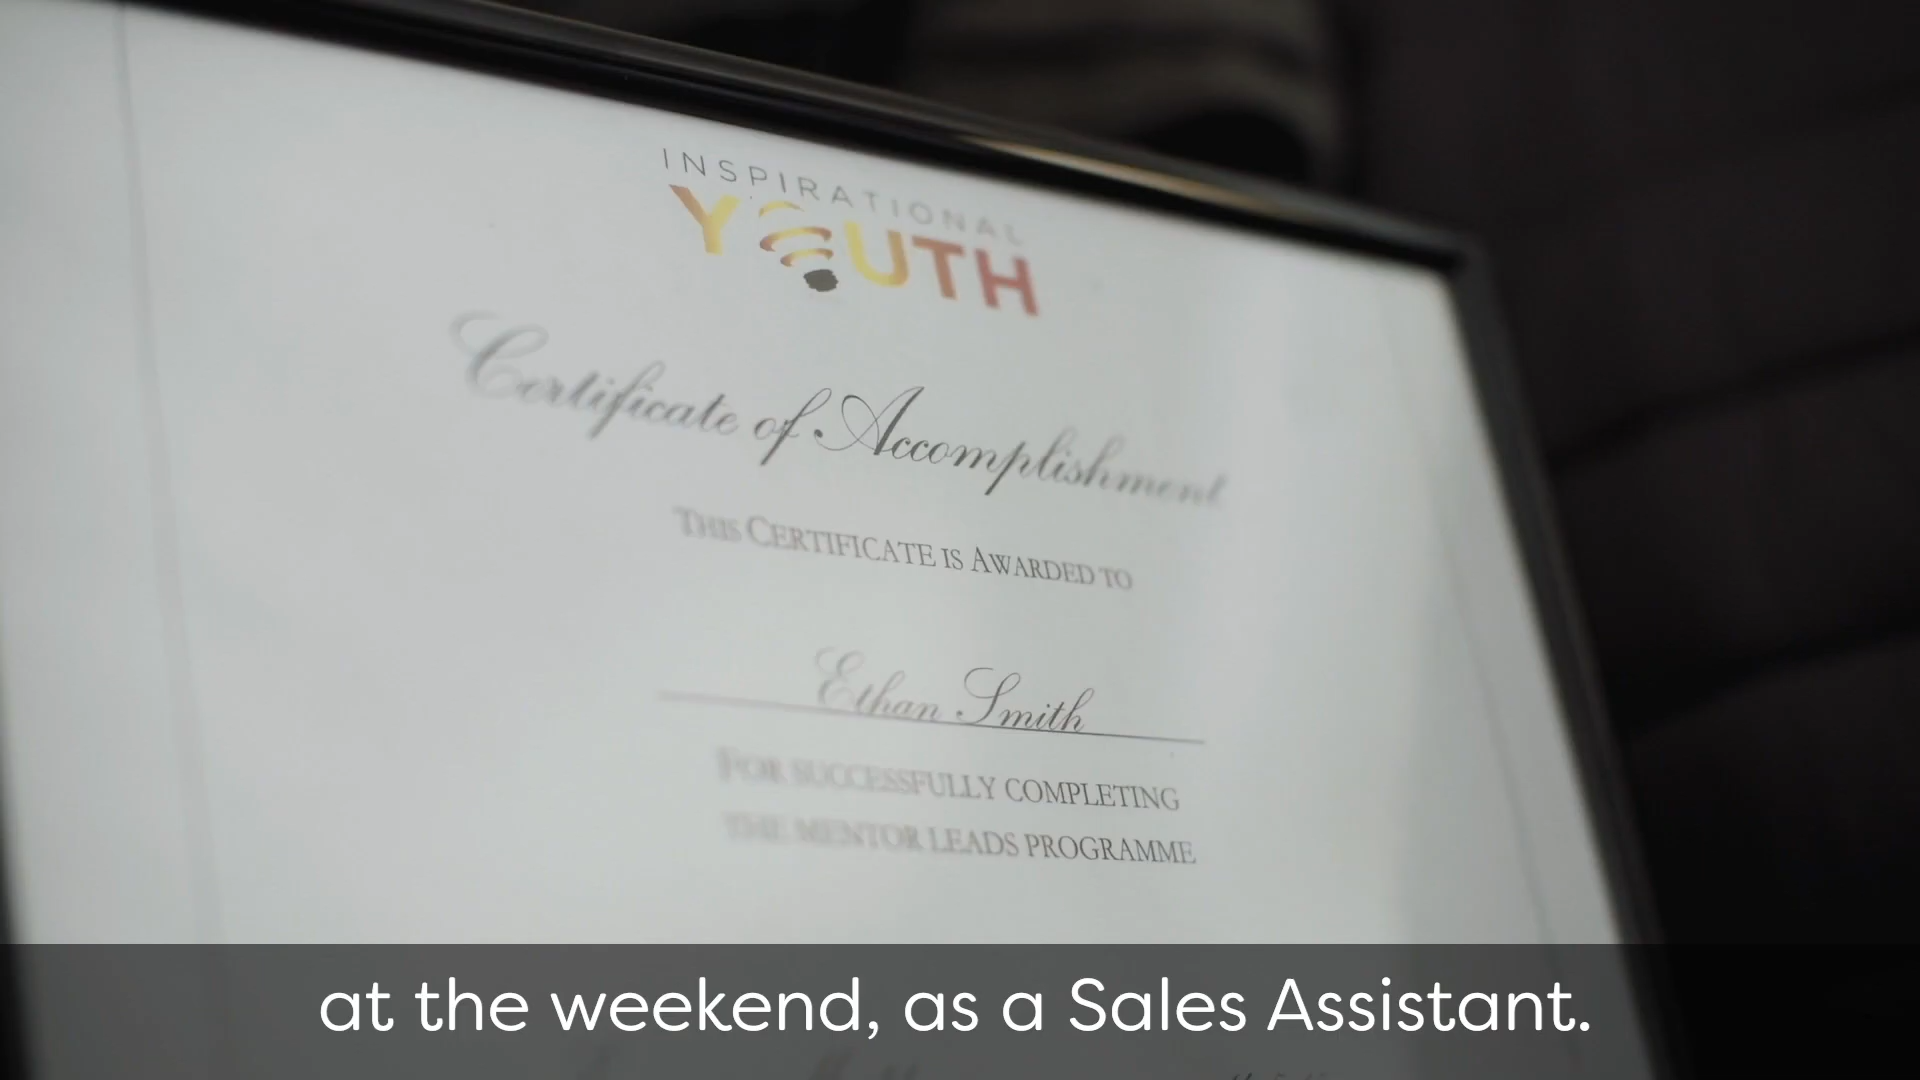 INSPIRATIONAL
YOUTH
Certificate of Accomplishment
THIS CERTIFICATE IS AWARDED TO
Ethan Smith
FOR SUCCESSFULLY COMPLETING
THE MENTOR LEADS PROGRAMME
at the weekend, as a Sales Assistant.